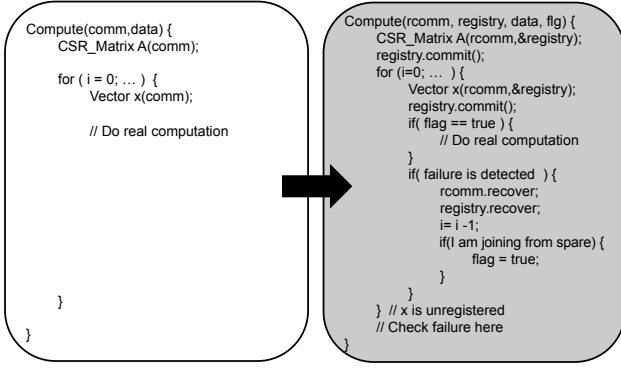 Compute(comm,data) {
CSR_Matrix A(comm);
for ( i = 0; … ) {
Vector x(comm);
// Do real computation
}
}
Compute(rcomm, registry, data, flg) {
CSR_Matrix A(rcomm,&registry);
registry.commit();
for (i=0; … ) {
Vector x(rcomm,&registry);
registry.commit();
if( flag == true ) {
// Do real computation
}
if( failure is detected ) {
rcomm.recover;
registry.recover;
i= i -1;
if(I am joining from spare) {
flag = true;
}
}
} // x is unregistered
// Check failure here
}